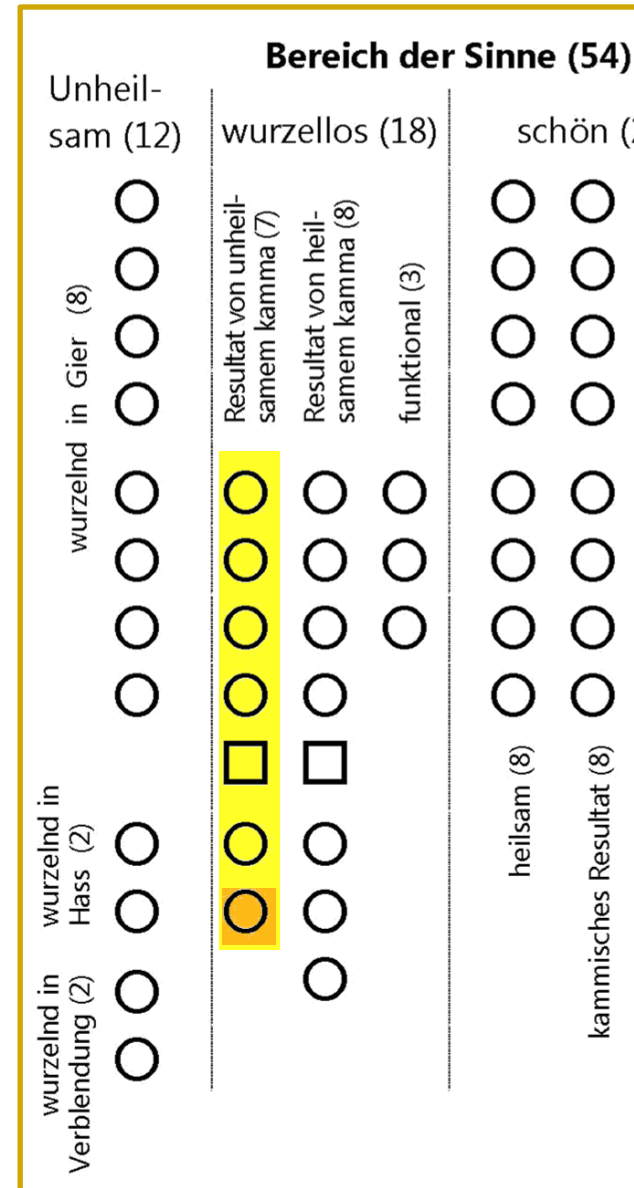 Bereich der Sinne (54)
Unheil-
sam (12)
wurzellos (18)
schön (2
wurzelnd in Gier (8)
Resultat von unheil-
samem kamma (7)
Resultat von heil-
samem kamma (8)
funktional (3)
wurzelnd in
Hass (2)
wurzelnd in
Verblendung (2)
heilsam (8)
kammisches Resultat (8)